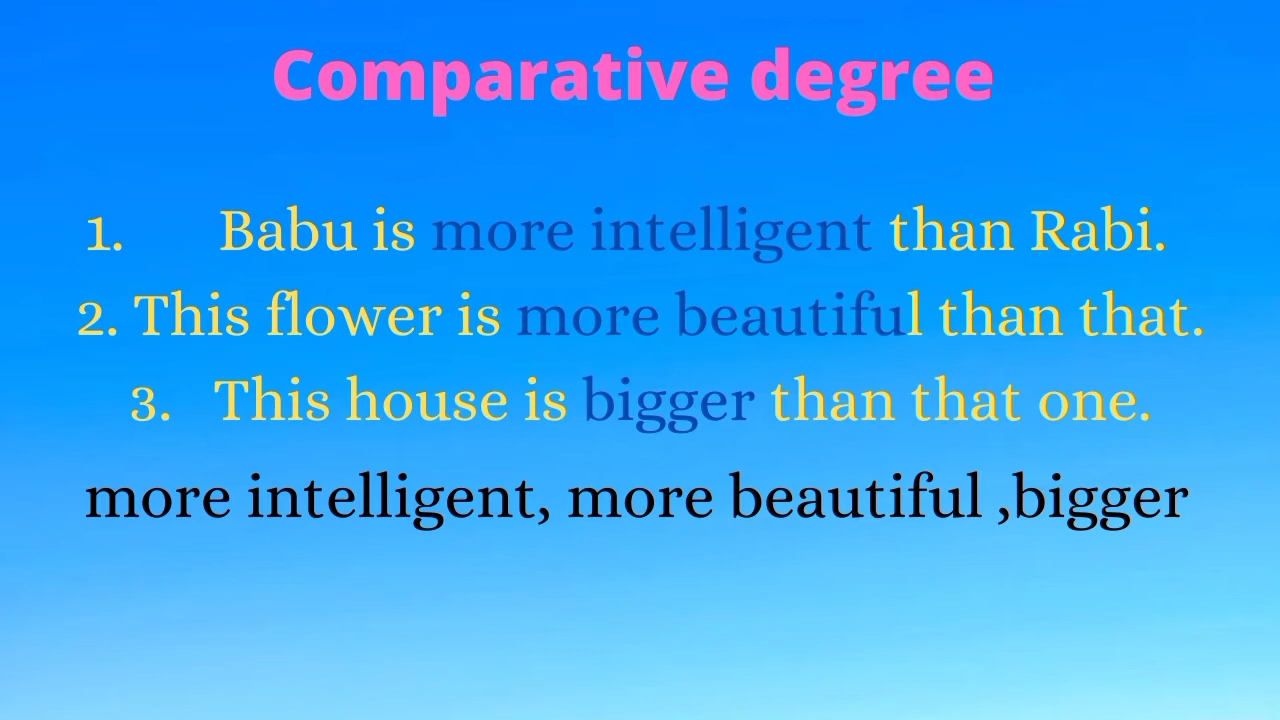 Comparative degree
1. Babu is more intelligent than Rabi.
2. This flower is more beautiful than that.
3. This house is bigger than that one.
more intelligent, more beautiful ,bigger